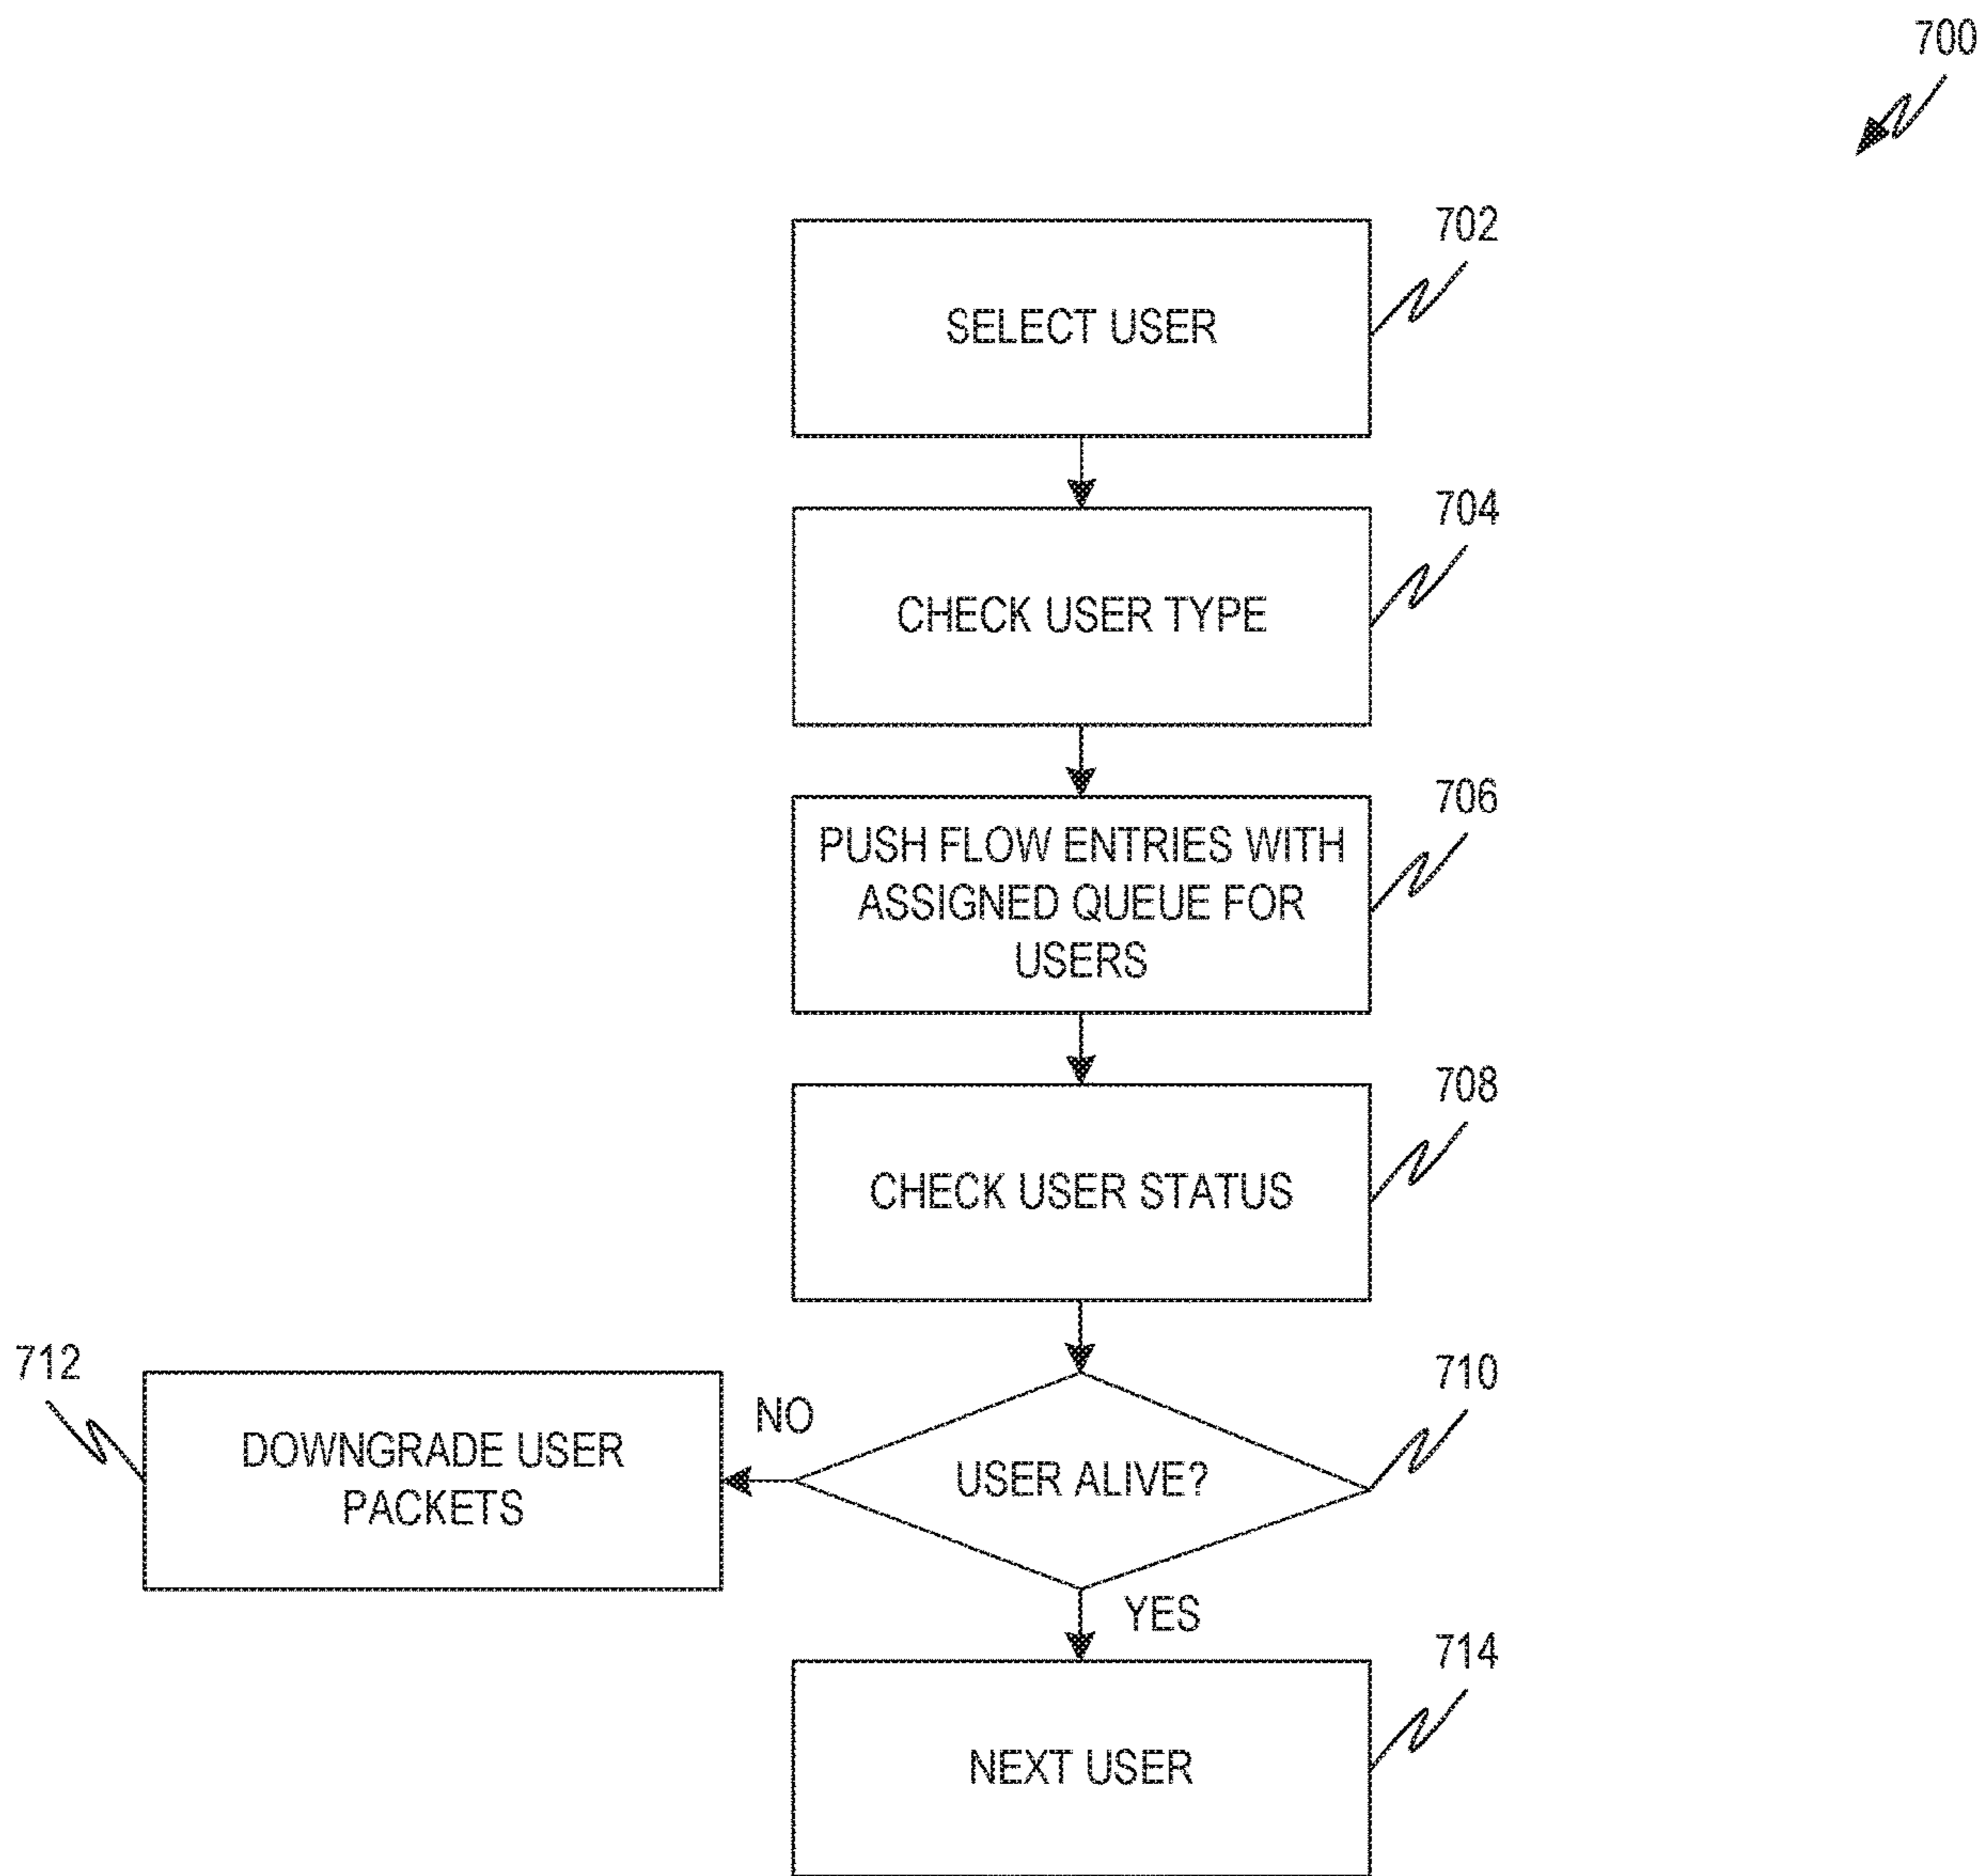 700
702
SELECT USER
704
CHECK USER TYPE
706
PUSH FLOW ENTRIES WITH
ASSIGNED QUEUE FOR
USERS
708
CHECK USER STATUS
712
710
NO
DOWNGRADE USER
PACKETS
USER ALIVE?
YES
714
NEXT USER